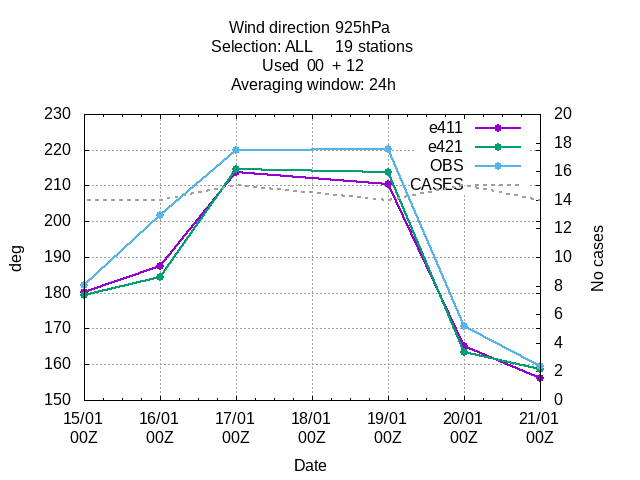 Wind direction 925hPa
Selection: ALL 19 stations
Used 00 + 12
Averaging window: 24h
230
220
210
200
190
180
170
160
150
deg
20
18
16
14
12
10
8
6
4
2
0
No cases
e411
e421
OBS
CASES
15/01 16/01 17/01 18/01 19/01 20/01 21/01
00Z 00Z 00Z 00Z 00Z 00Z 00Z
Date